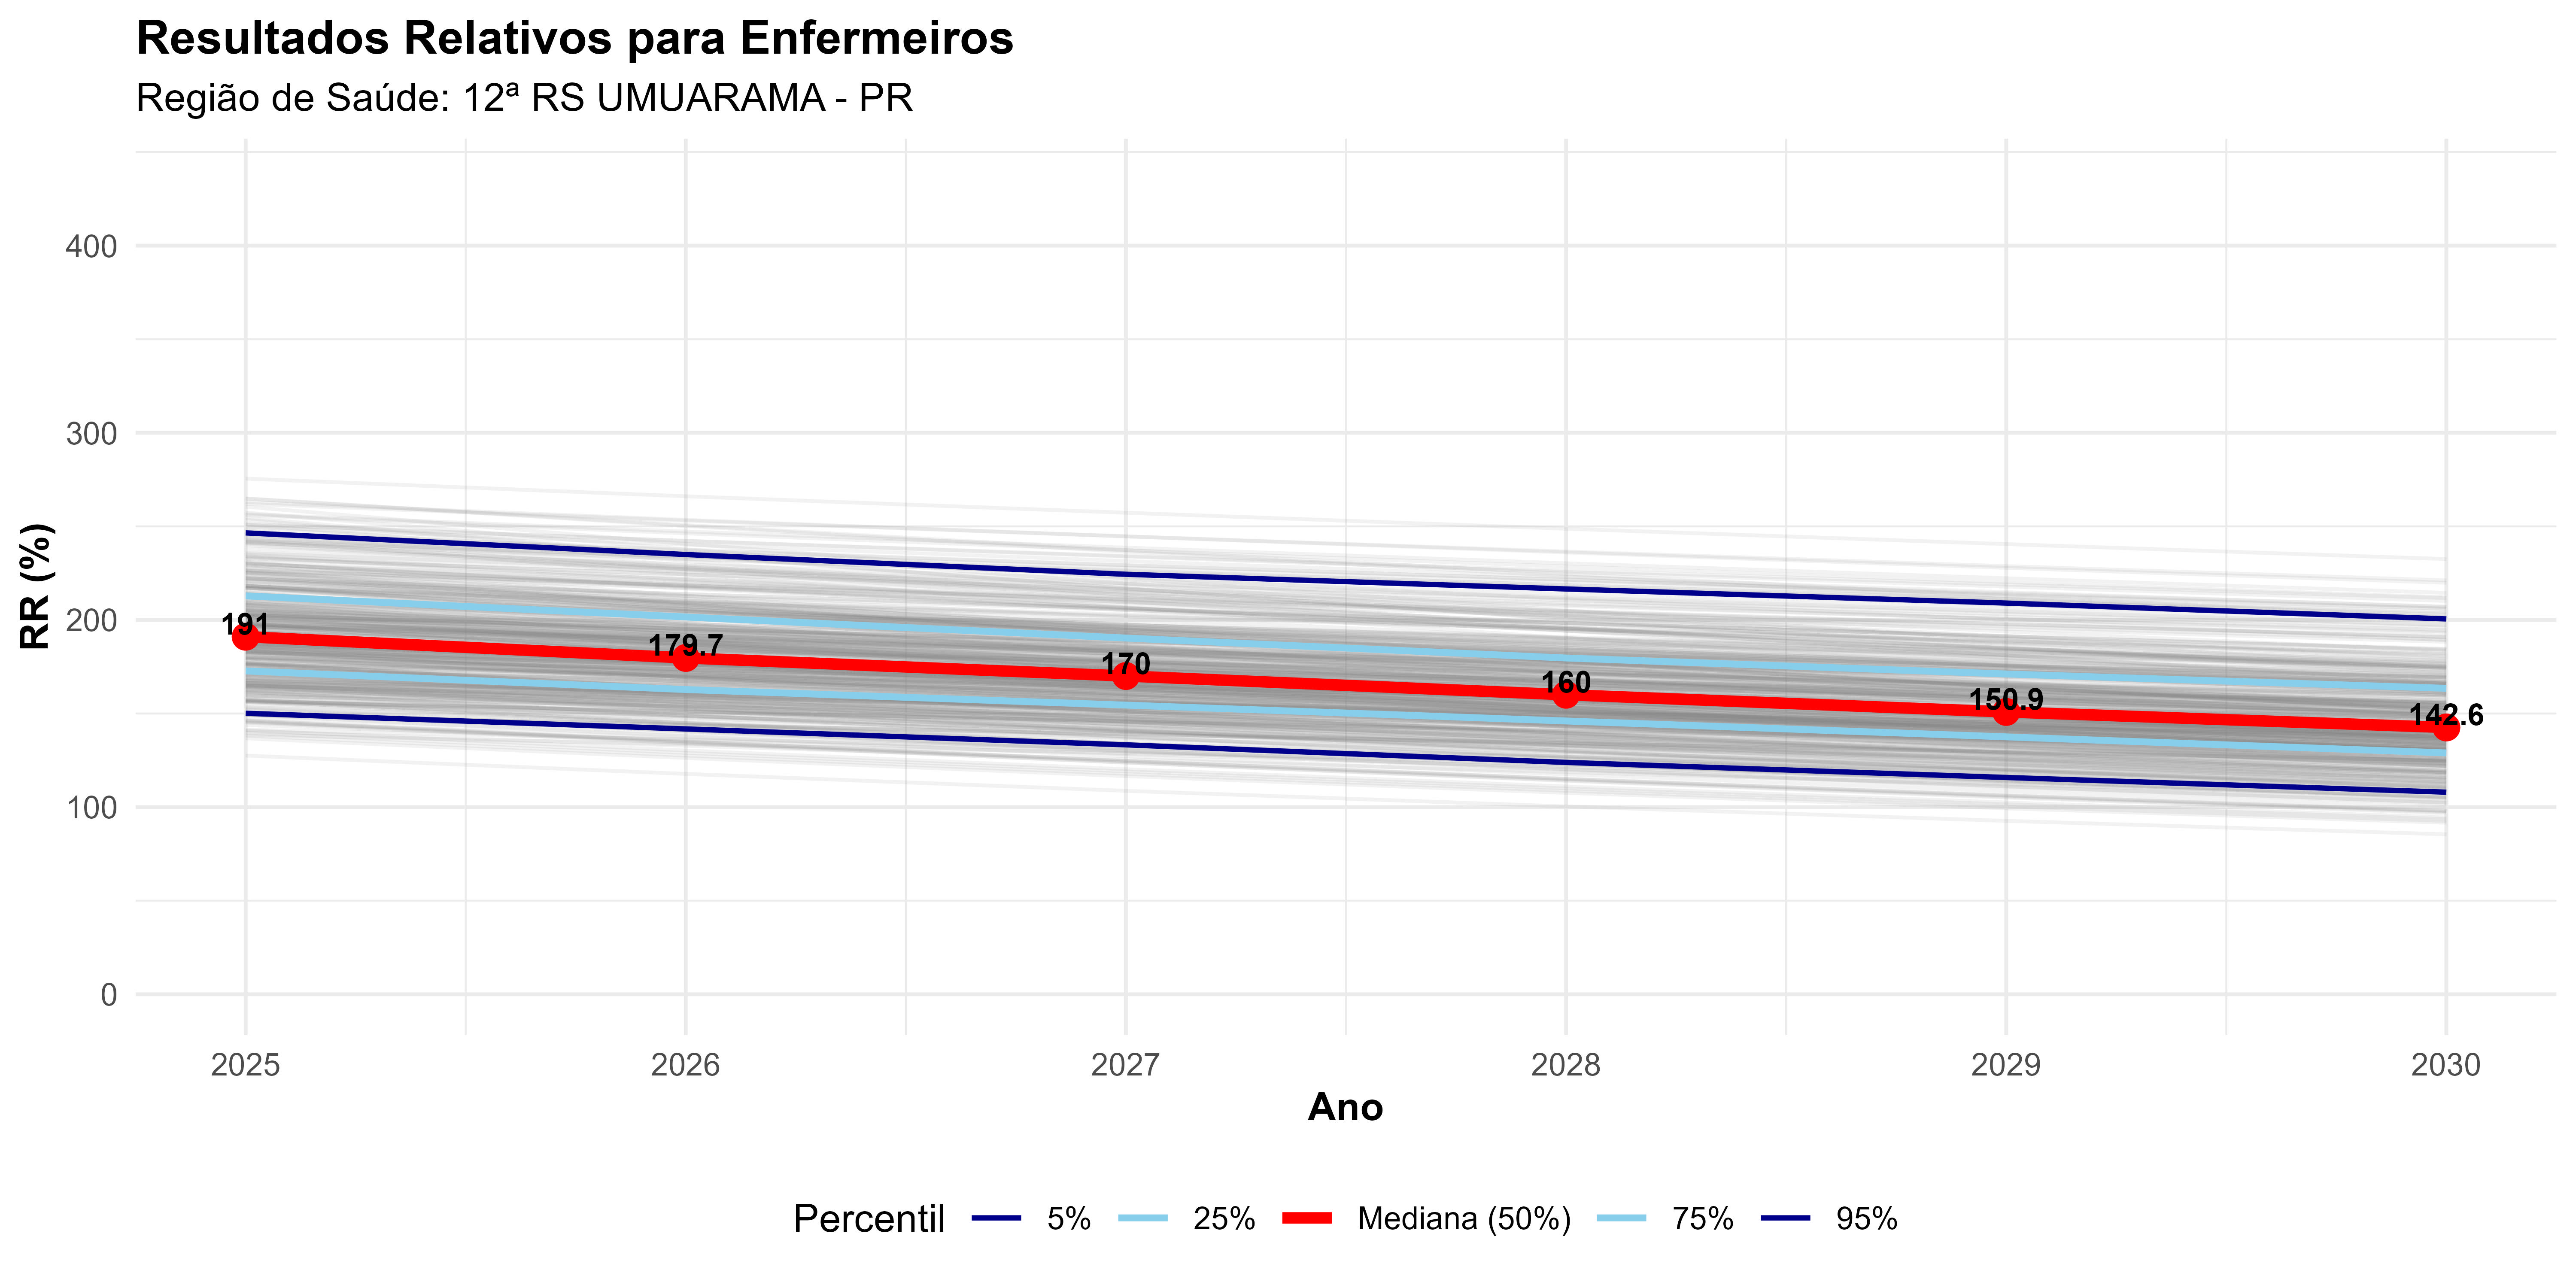 Resultados Relativos para Enfermeiros
Região de Saúde: 12ª RS UMUARAMA - PR
RR (%)
400
300
200
100
0
191
179.7
170
160
150.9
142.6
2025 2026 2027 2028 2029 2030
Ano
Percentil 5% 25% Mediana (50%) 75% 95%